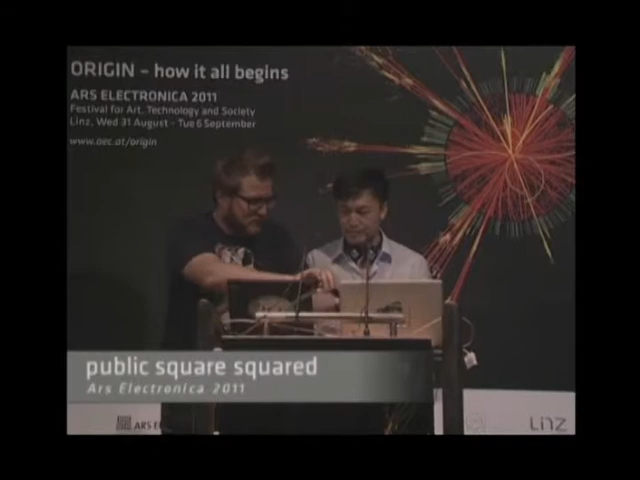 ORIGIN – how it all begins
ARS ELECTRONICA 2011
Festival for Art, Technology and Society
Linz, Wed 31 August - Tue 6 September
www.aec.at/origin
public square squared
Ars Electronica 2011
ARS
LINZ